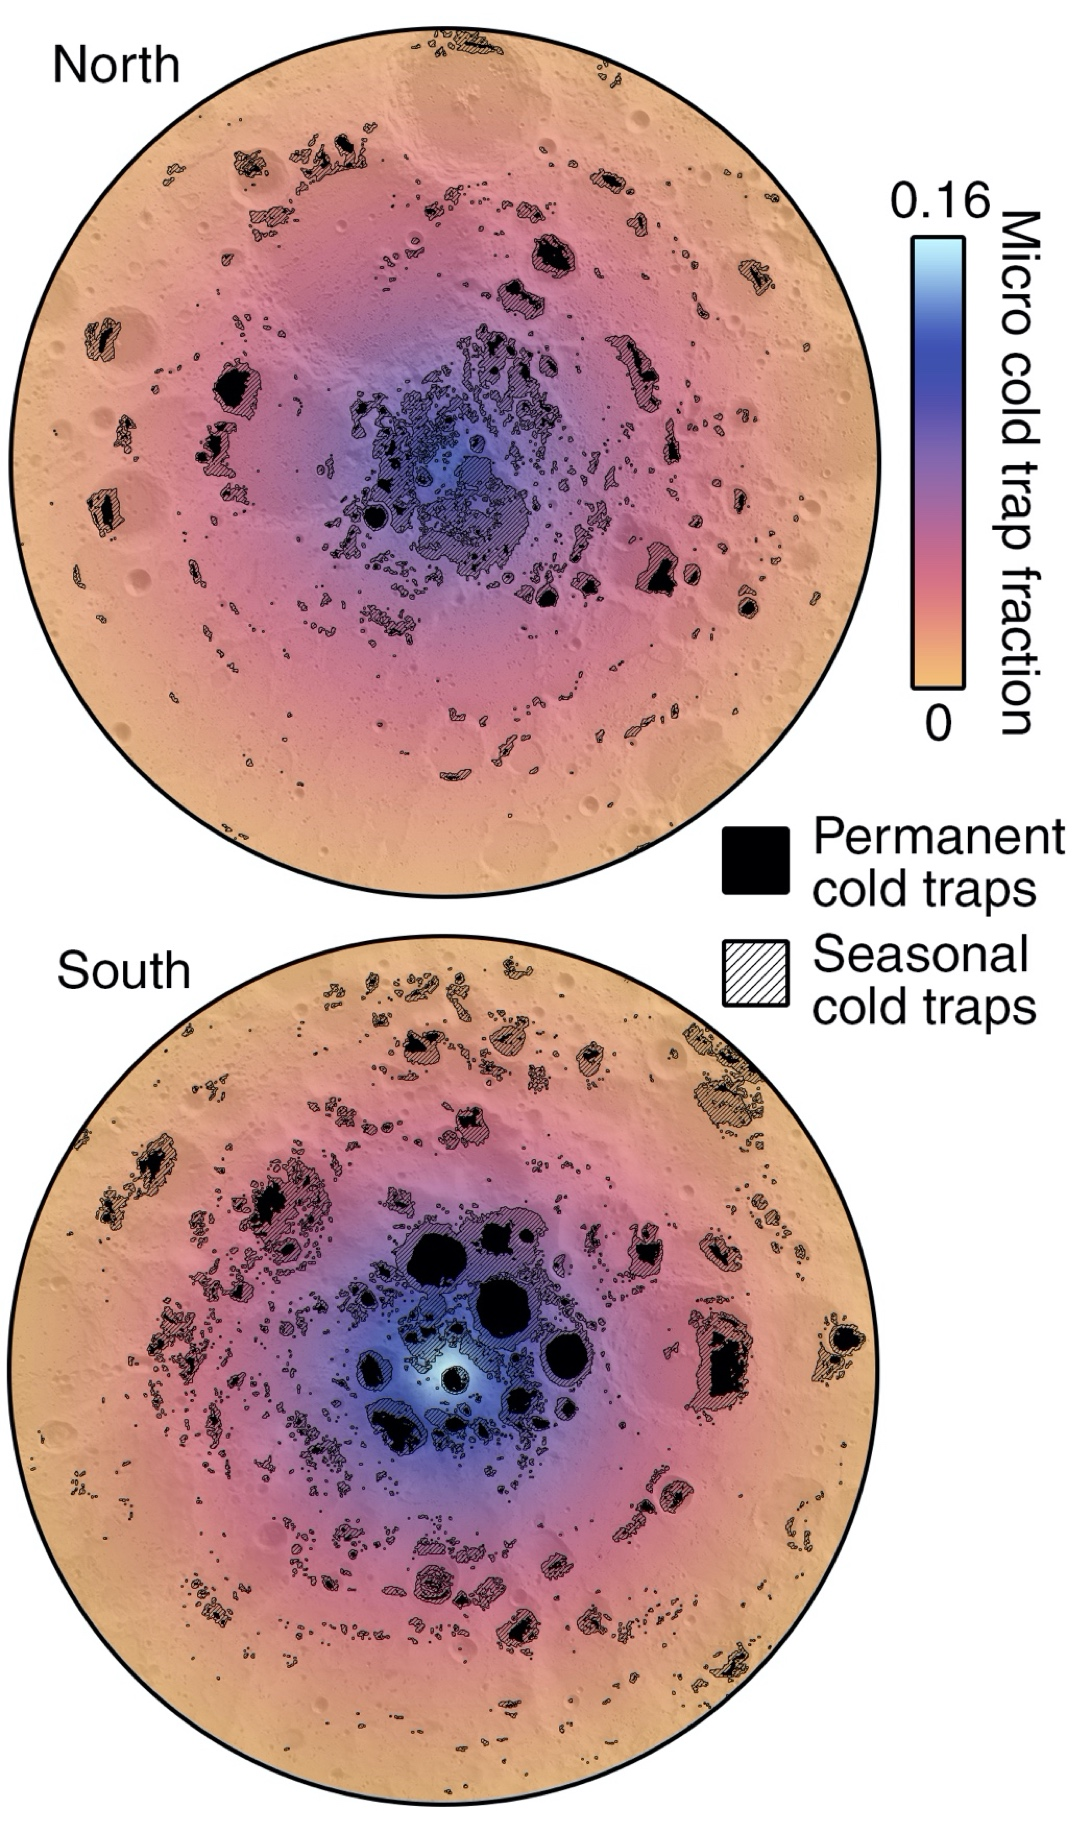 North
0.16
Micro cold trap fraction
0
Permanent
cold traps
Seasonal
cold traps
South